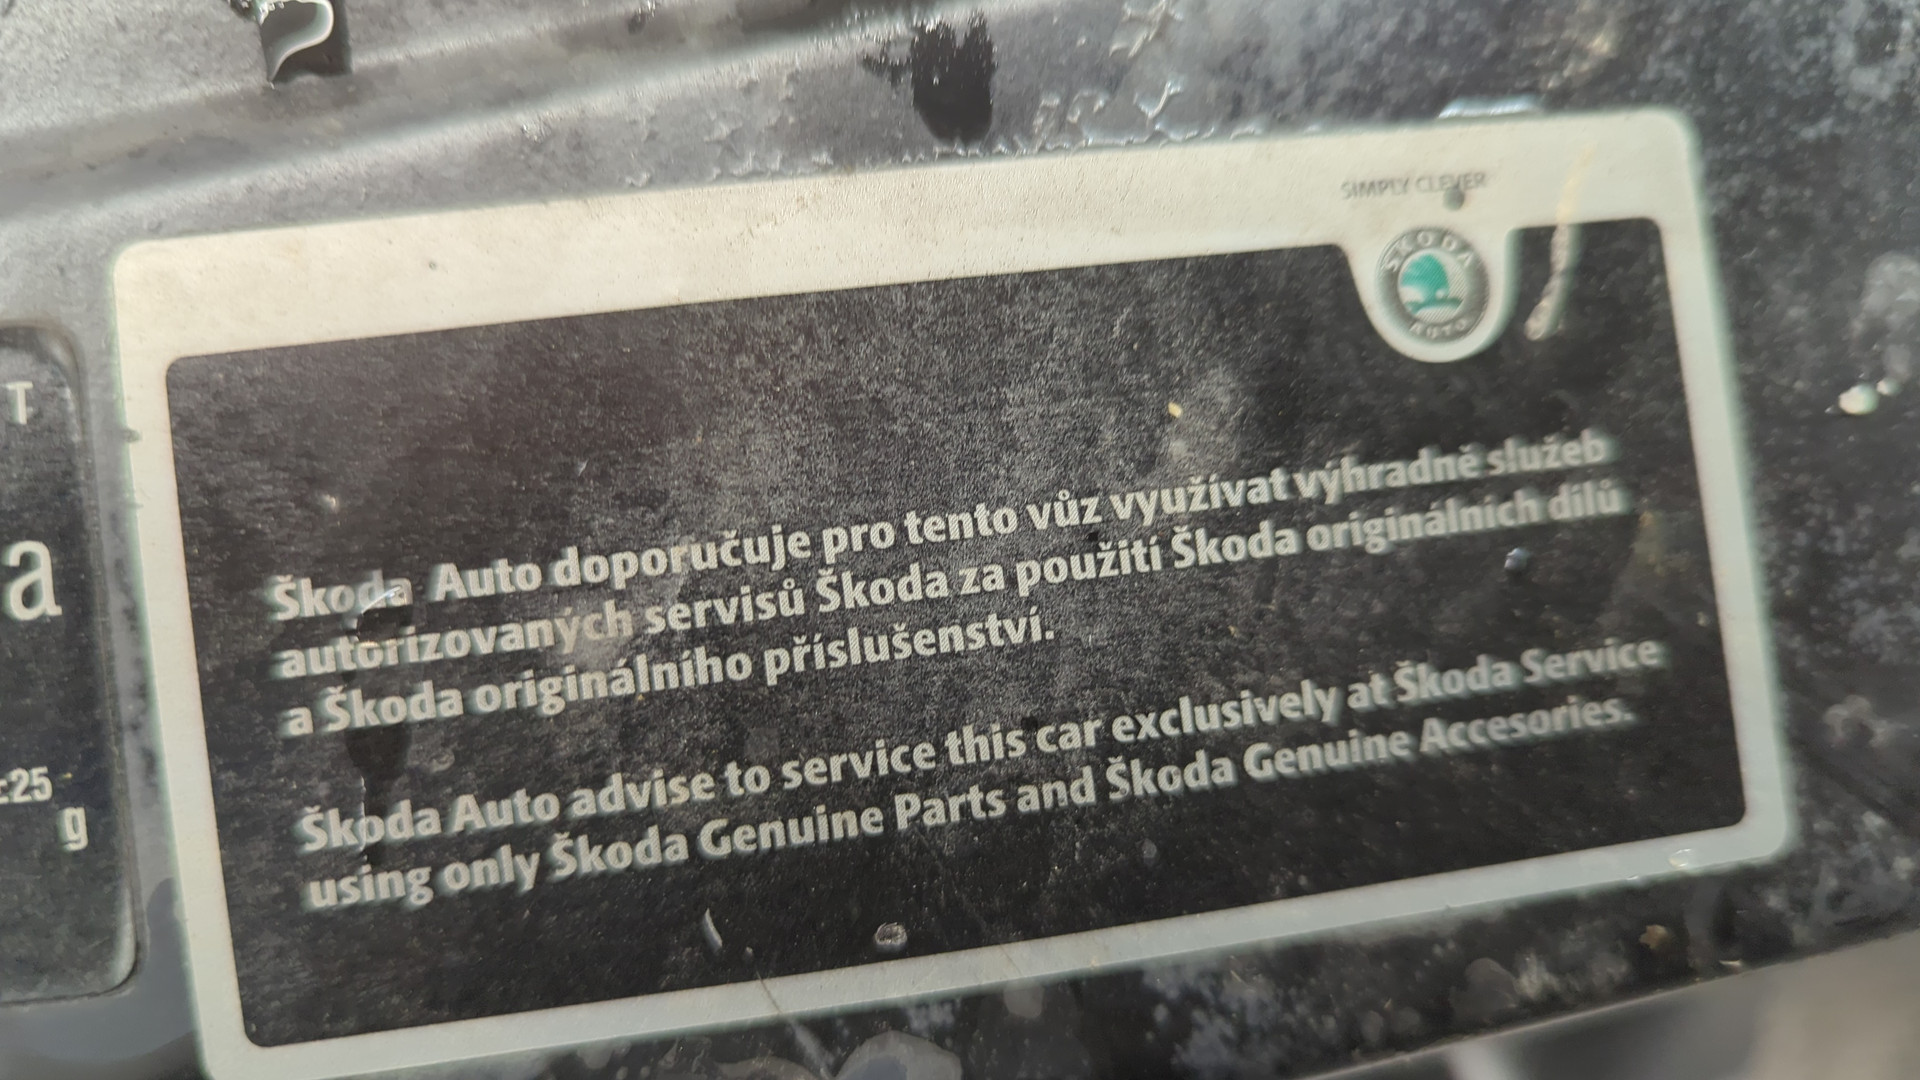 SIMPLY CLEVER
ŠKODA
AUTO
T
a
:25
g
Škoda Auto doporučuje pro tento vůz využívat výhradně služeb
autorizovaných servisů Škoda za použití Škoda originálních dílů
a Škoda originálního příslušenství.
Škoda Auto advise to service this car exclusively at Škoda Service
using only Škoda Genuine Parts and Škoda Genuine Accesories.